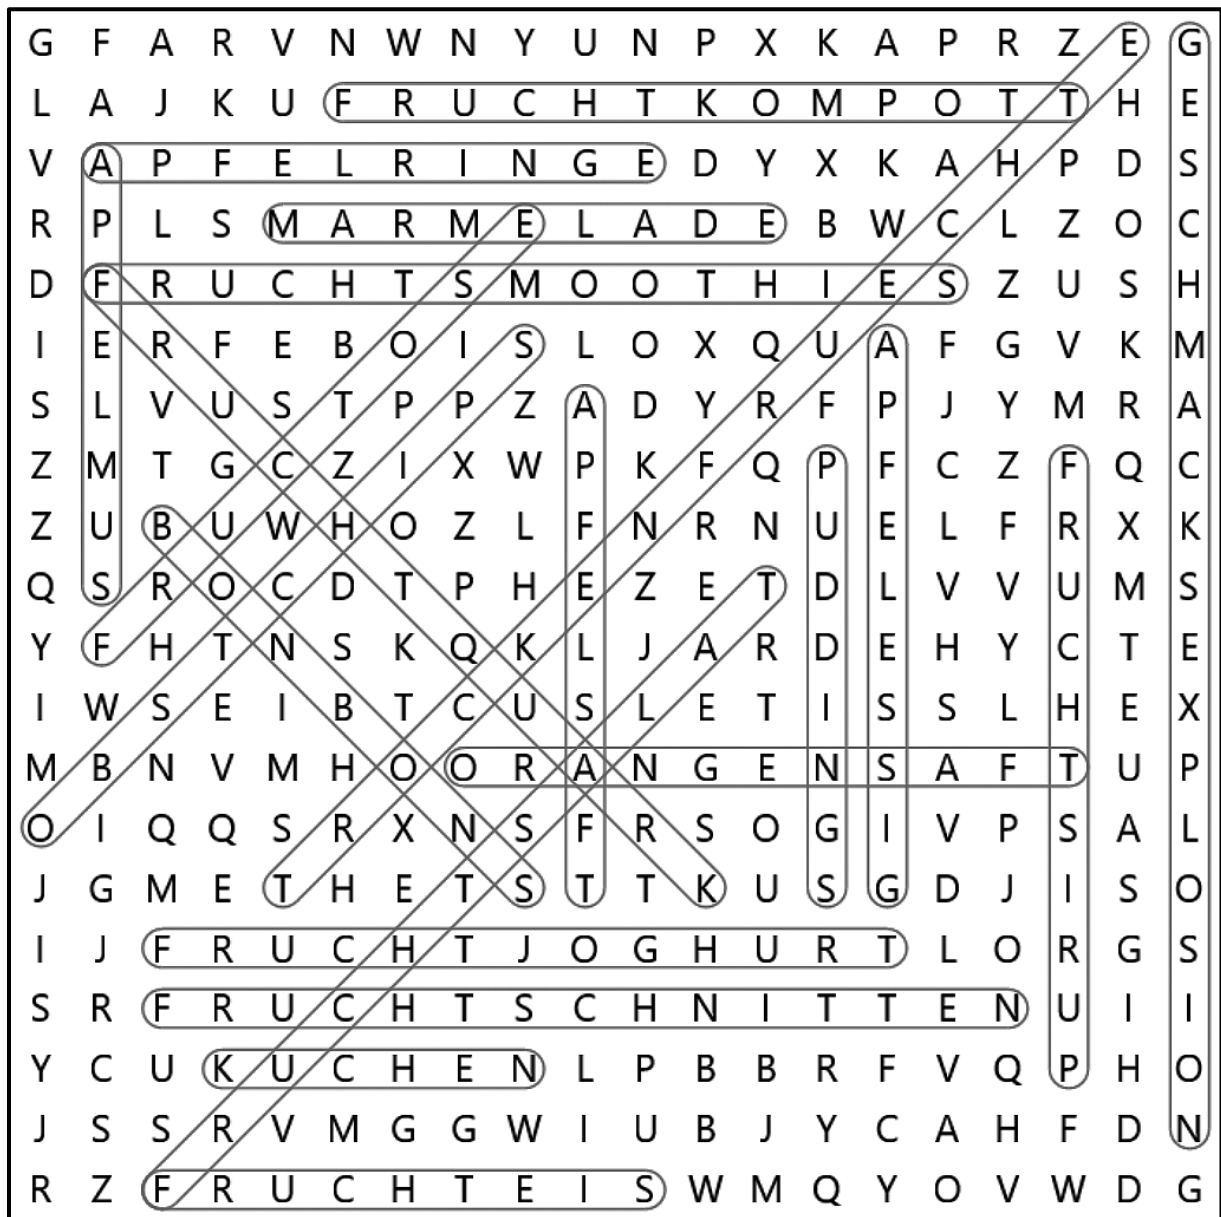 G F A R V N W N Y U N P X K A P R Z E G
L A J K U F R U C H T K O M P O T T H E
V A P F E L R I N G E D Y X K A H P D S
R P L S M A R M E L A D E B W C L Z O C
D F R U C H T S M O O T H I E S Z U S H
I E R F E B O I S L O X Q U A F G V K M
S L V U S T P P Z A D Y R F P J Y M R A
Z M T G C Z I X W P K F Q P F C Z F Q C
Z U B U W H O Z L F N R N U E L F R X K
Q S R O C D T P H E Z E T D L V V U M S
Y F H T N S K Q K L J A R D E H Y C T E
I W S E I B T C U S L E T I S S L H E X
M B N V M H O O R A N G E N S A F T U P
O I Q Q S R X N S F R S O G I V P S A L
J G M E T H E T S T T K U S G D J I S O
I J F R U C H T J O G H U R T L O R G S
S R F R U C H T S C H N I T T E N U I I
Y C U K U C H E N L P B B R F V Q P H O
J S S R V M G G W I U B J Y C A H F D N
R Z F R U C H T E I S W M Q Y O V W D G